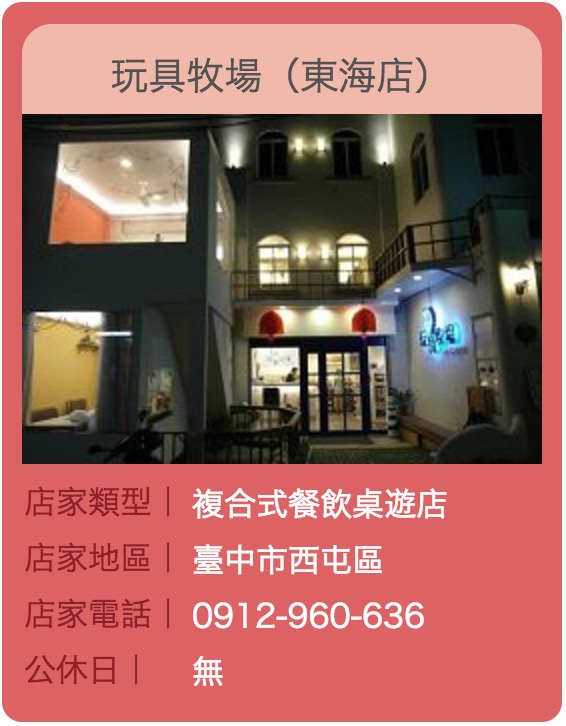 玩具牧場（東海店）
店家類型｜ 複合式餐飲桌遊店
店家地區｜ 臺中市西屯區
店家電話｜ 0912-960-636
公休日｜ 無